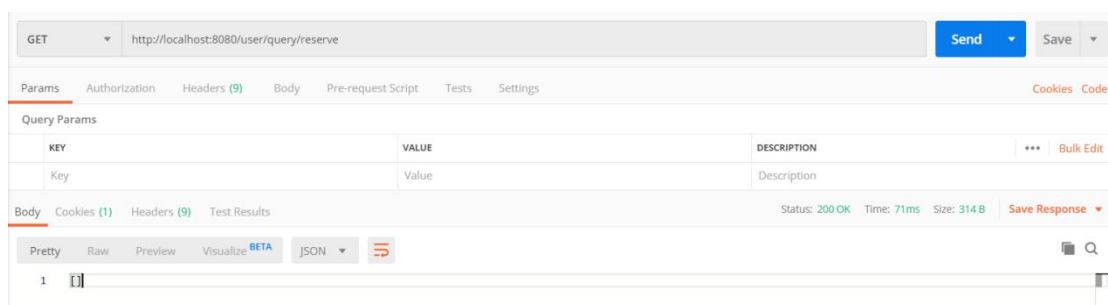 GET http://localhost:8080/user/query/reserve Send Save
Params Authorization Headers (9) Body Pre-request Script Tests Settings Cookies Code
Query Params
KEY VALUE DESCRIPTION ••• Bulk Edit
Key Value Description
Body Cookies (1) Headers (9) Test Results Status: 200 OK Time: 71ms Size: 314 B Save Response
Pretty Raw Preview Visualize BETA JSON
1 []